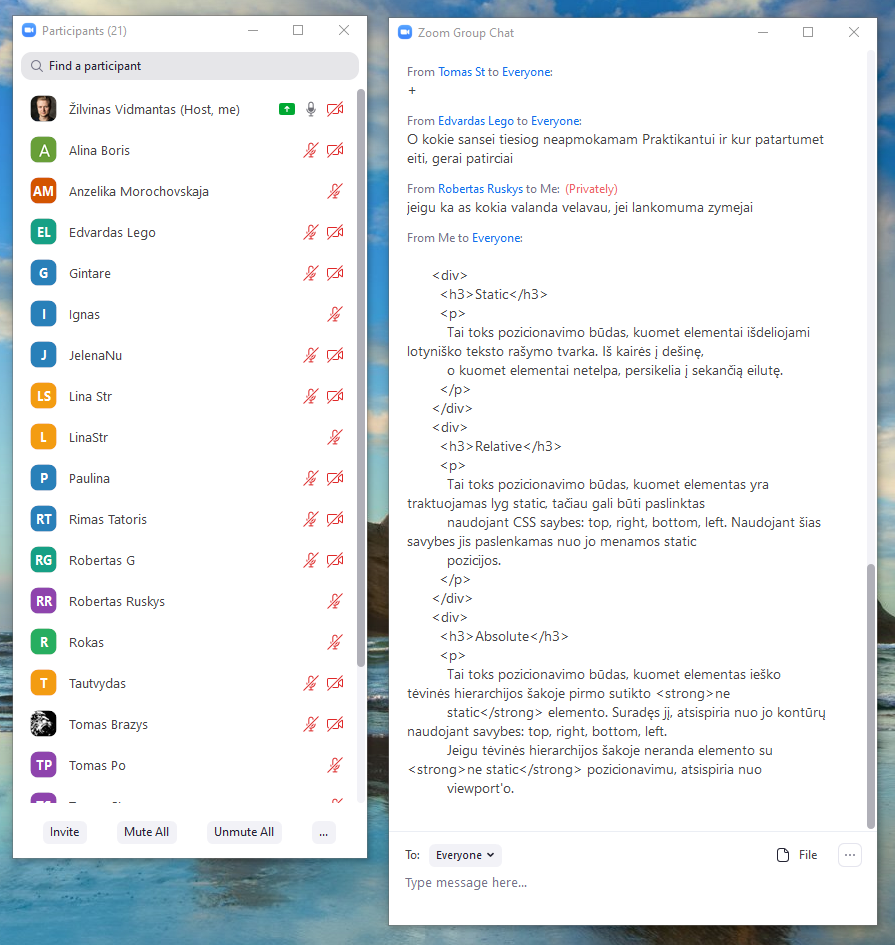 Participants (21)
Find a participant
Žilvinas Vidmantas (Host, me)
A
Alina Boris
AM
Anzelika Morochovskaja
EL
Edvardas Lego
G
Gintare
I
Ignas
J
JelenaNu
LS
Lina Str
L
LinaStr
P
Paulina
RT
Rimas Tatoris
RG
Robertas G
RR
Robertas Ruskys
R
Rokas
T
Tautvydas
Tomas Brazys
TP
Tomas Po
Invite
Mute All
Unmute All
...
Zoom Group Chat
From Tomas St to Everyone:
+
From Edvardas Lego to Everyone:
O kokie sansei tiesiog neapmokamam Praktikantui ir kur patartumet
eiti, gerai patirciai
From Robertas Ruskys to Me: (Privately)
jeigu ka as kokia valanda velavau, jei lankomuma zymejai
From Me to Everyone:
<div>
<h3>Static</h3>
<p>
Tai toks pozicionavimo būdas, kuomet elementai išdeliojami
lotyniško teksto rašymo tvarka. Iš kairės į dešinę,
o kuomet elementai netelpa, persikelia į sekančią eilutę.
</p>
</div>
<div>
<h3>Relative</h3>
<p>
Tai toks pozicionavimo būdas, kuomet elementas yra
traktuojamas lyg static, tačiau gali būti paslinktas
naudojant CSS saybes: top, right, bottom, left. Naudojant šias
savybes jis paslenkamas nuo jo menamos static
pozicijos.
</p>
</div>
<div>
<h3>Absolute</h3>
<p>
Tai toks pozicionavimo būdas, kuomet elementas ieško
tėvinės hierarchijos šakoje pirmo sutikto <strong>ne
static</strong> elemento. Suradęs jį, atsispiria nuo jo kontūrų
naudojant savybes: top, right, bottom, left.
Jeigu tėvinės hierarchijos šakoje neranda elemento su
<strong>ne static</strong> pozicionavimu, atsispiria nuo
viewport'o.
To: Everyone
File
...
Type message here...